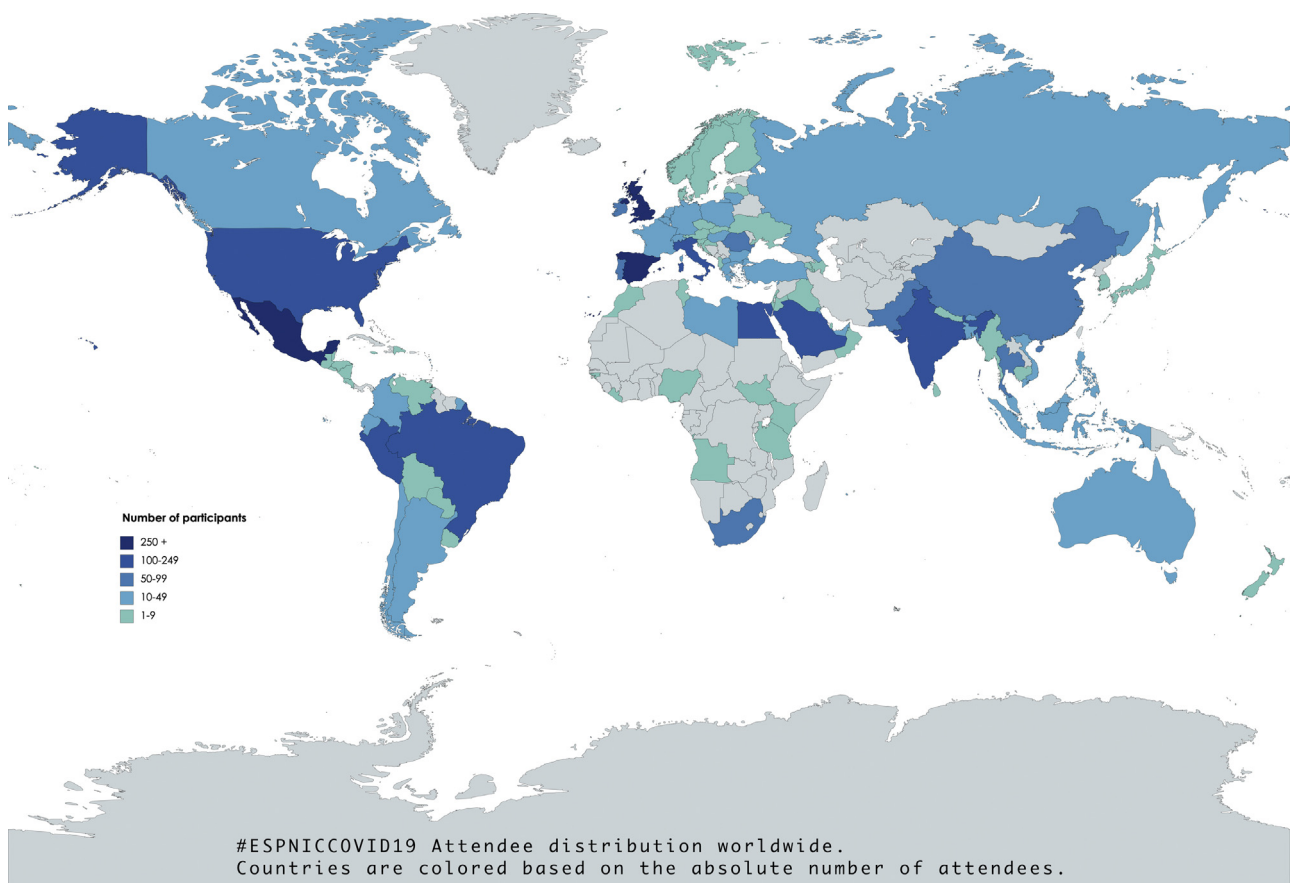 Number of participants
250 +
100-249
50-99
10-49
1-9
#ESPNICCOVID19 Attendee distribution worldwide.
Countries are colored based on the absolute number of attendees.